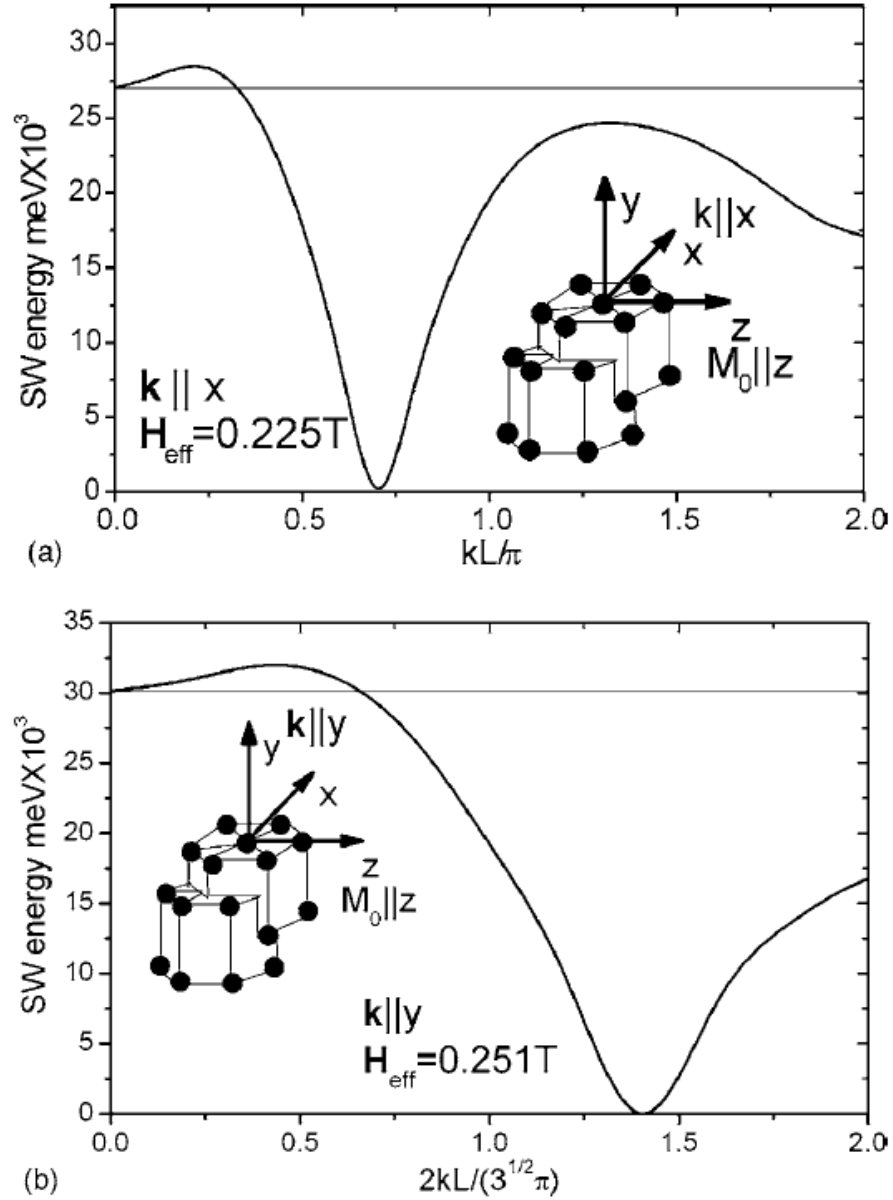 30
25
20
15
10
5
0
SW energy meVX10³
y
k||x
x
z
M₀||z
k || x
H_eff=0.225T
0.0 0.5 1.0 1.5 2.0
(a)
kL/π
35
30
25
20
15
10
5
0
SW energy meVX10³
y
k||y
x
z
M₀||z
k||y
H_eff=0.251T
0.0 0.5 1.0 1.5 2.0
(b)
2kL/(3^{1/2}π)